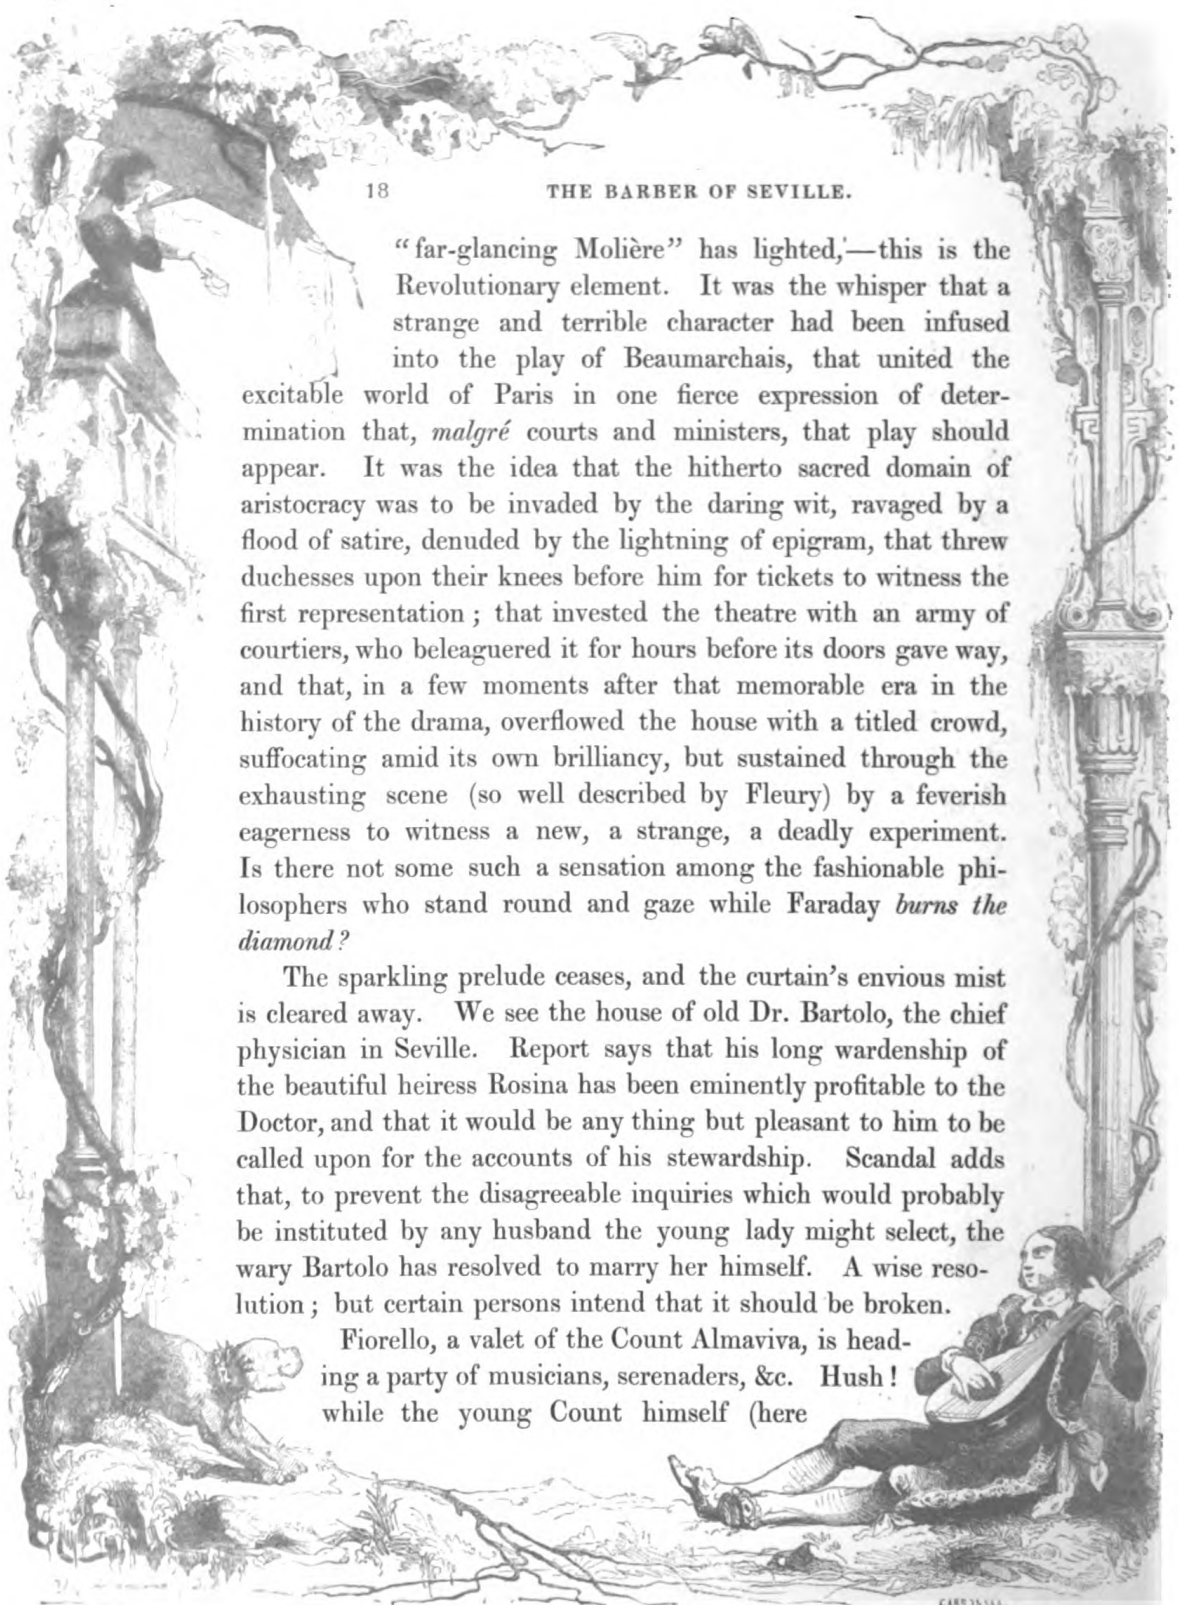 18 THE BARBER OF SEVILLE.
“far-glancing Molière” has lighted,'—this is the
Revolutionary element. It was the whisper that a
strange and terrible character had been infused
into the play of Beaumarchais, that united the
excitable world of Paris in one fierce expression of deter-
mination that, malgré courts and ministers, that play should
appear. It was the idea that the hitherto sacred domain of
aristocracy was to be invaded by the daring wit, ravaged by a
flood of satire, denuded by the lightning of epigram, that threw
duchesses upon their knees before him for tickets to witness the
first representation; that invested the theatre with an army of
courtiers, who beleaguered it for hours before its doors gave way,
and that, in a few moments after that memorable era in the
history of the drama, overflowed the house with a titled crowd,
suffocating amid its own brilliancy, but sustained through the
exhausting scene (so well described by Fleury) by a feverish
eagerness to witness a new, a strange, a deadly experiment.
Is there not some such a sensation among the fashionable phi-
losophers who stand round and gaze while Faraday burns the
diamond?
The sparkling prelude ceases, and the curtain’s envious mist
is cleared away. We see the house of old Dr. Bartolo, the chief
physician in Seville. Report says that his long wardenship of
the beautiful heiress Rosina has been eminently profitable to the
Doctor, and that it would be any thing but pleasant to him to be
called upon for the accounts of his stewardship. Scandal adds
that, to prevent the disagreeable inquiries which would probably
be instituted by any husband the young lady might select, the
wary Bartolo has resolved to marry her himself. A wise reso-
lution; but certain persons intend that it should be broken.
Fiorello, a valet of the Count Almaviva, is head-
ing a party of musicians, serenaders, &c. Hush!
while the young Count himself (here